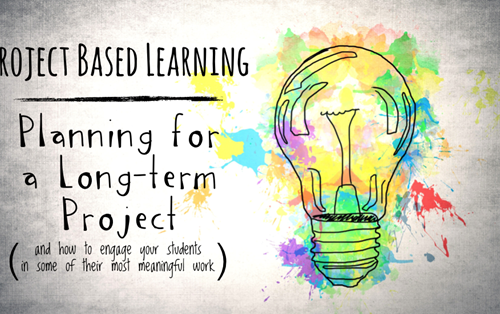 ROJECT BASED LEARNING
Planning for
a Long-term
Project
(and how to engage your students
in some of their most meaningful work.)